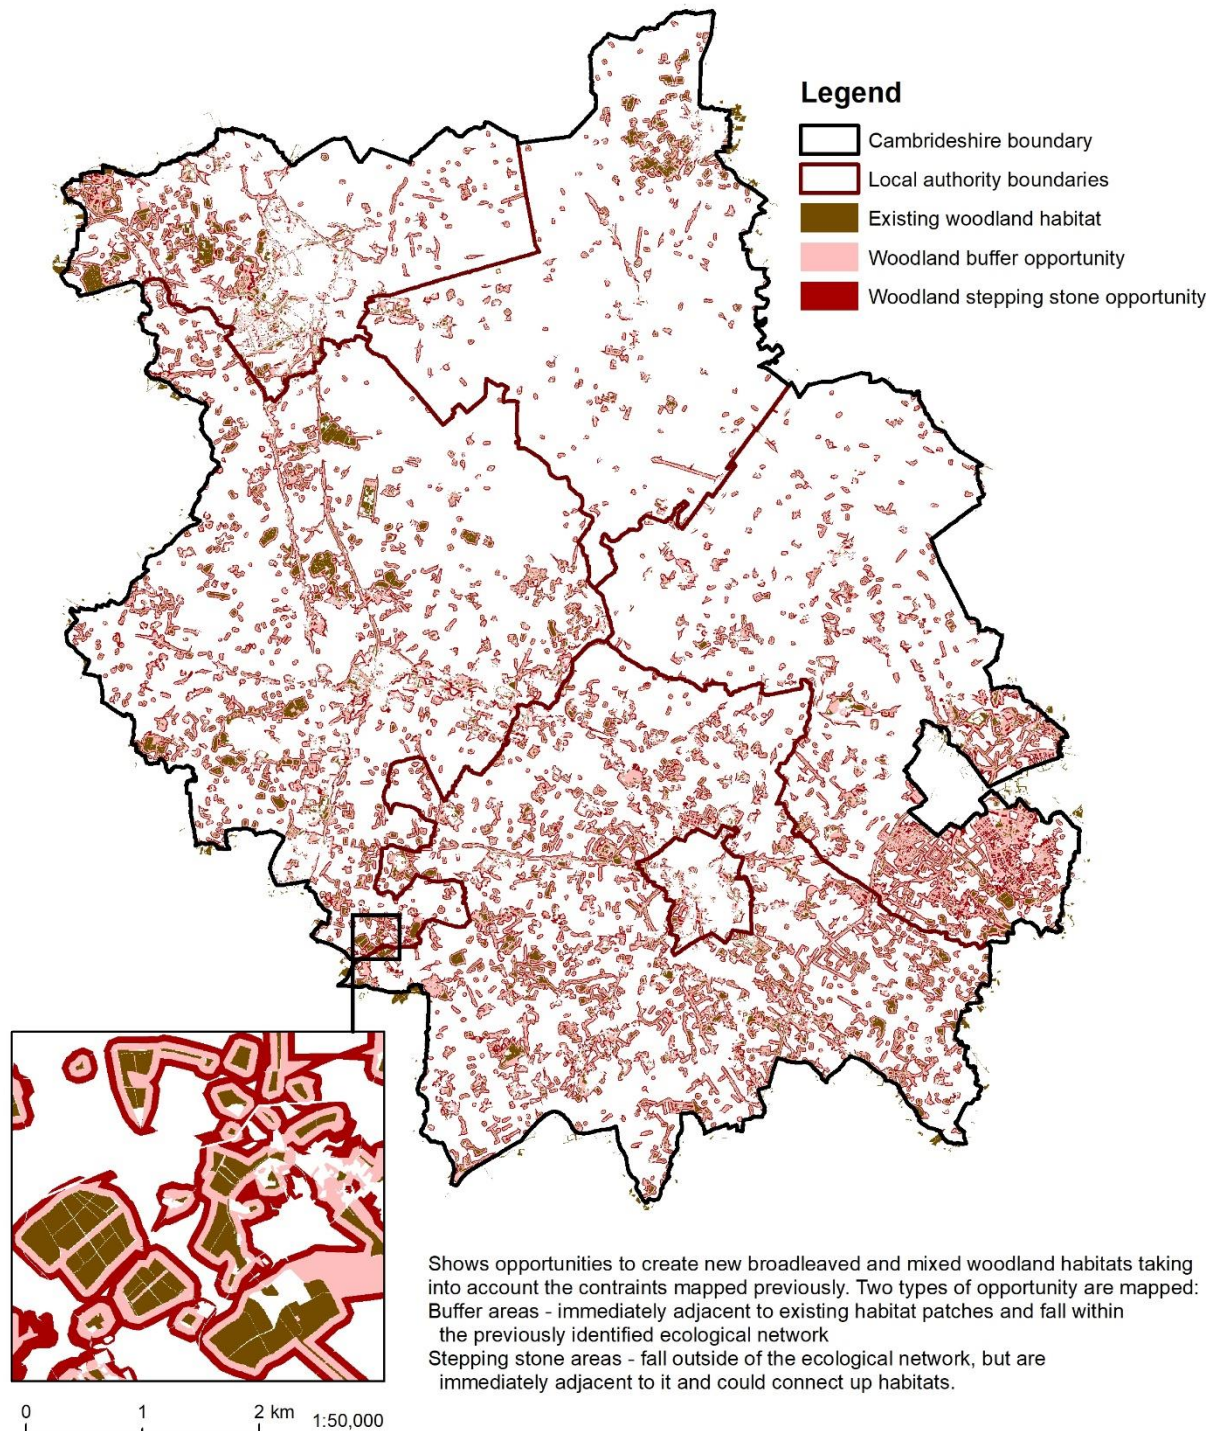 Legend
Cambrideshire boundary
Local authority boundaries
Existing woodland habitat
Woodland buffer opportunity
Woodland stepping stone opportunity
Shows opportunities to create new broadleaved and mixed woodland habitats taking
into account the contraints mapped previously. Two types of opportunity are mapped:
Buffer areas - immediately adjacent to existing habitat patches and fall within
the previously identified ecological network
Stepping stone areas - fall outside of the ecological network, but are
immediately adjacent to it and could connect up habitats.
0 1 2 km 1:50,000